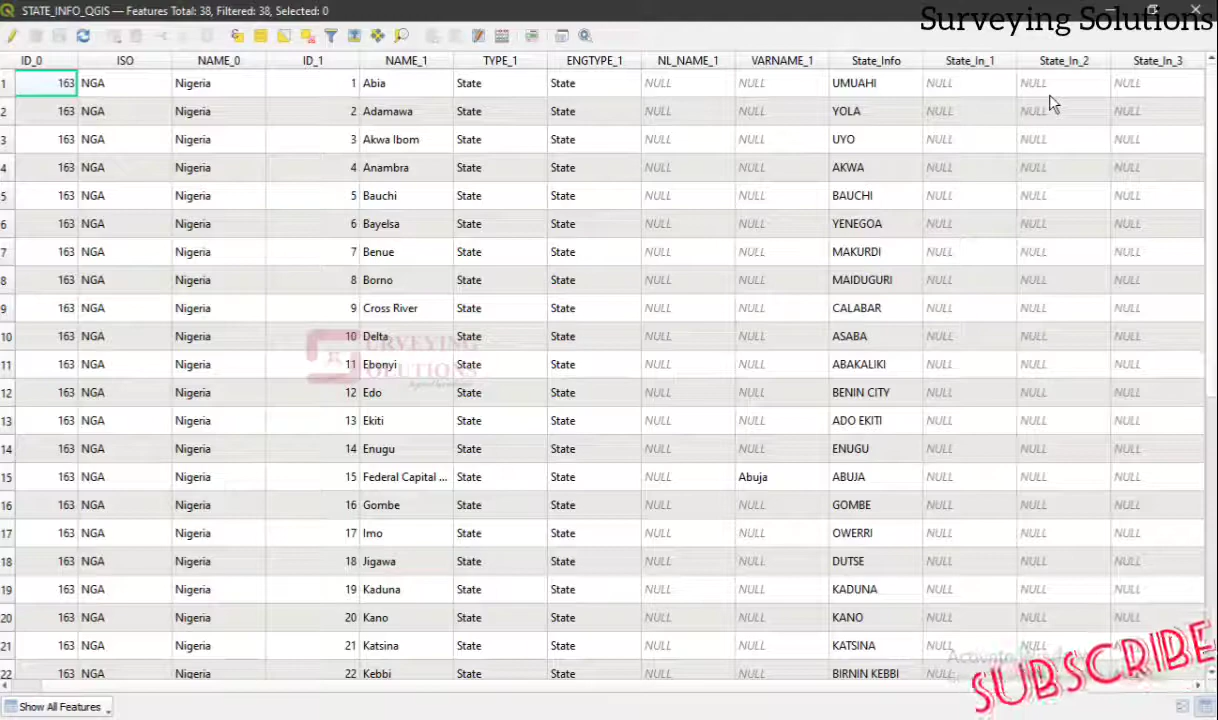 STATE_INFO_QGIS — Features Total: 38, Filtered: 38, Selected: 0
Surveying Solutions
ID_0 ISO NAME_0 ID_1 NAME_1 TYPE_1 ENGTYPE_1 NL_NAME_1 VARNAME_1 State_Info State_In_1 State_In_2 State_In_3
1 163 NGA Nigeria 1 Abia State State NULL NULL UMUAHI NULL NULL NULL
2 163 NGA Nigeria 2 Adamawa State State NULL NULL YOLA NULL NULL NULL
3 163 NGA Nigeria 3 Akwa Ibom State State NULL NULL UYO NULL NULL NULL
4 163 NGA Nigeria 4 Anambra State State NULL NULL AKWA NULL NULL NULL
5 163 NGA Nigeria 5 Bauchi State State NULL NULL BAUCHI NULL NULL NULL
6 163 NGA Nigeria 6 Bayelsa State State NULL NULL YENEGOA NULL NULL NULL
7 163 NGA Nigeria 7 Benue State State NULL NULL MAKURDI NULL NULL NULL
8 163 NGA Nigeria 8 Borno State State NULL NULL MAIDUGURI NULL NULL NULL
9 163 NGA Nigeria 9 Cross River State State NULL NULL CALABAR NULL NULL NULL
10 163 NGA Nigeria 10 Delta State State NULL NULL ASABA NULL NULL NULL
11 163 NGA Nigeria 11 Ebonyi State State NULL NULL ABAKALIKI NULL NULL NULL
12 163 NGA Nigeria 12 Edo State State NULL NULL BENIN CITY NULL NULL NULL
13 163 NGA Nigeria 13 Ekiti State State NULL NULL ADO EKITI NULL NULL NULL
14 163 NGA Nigeria 14 Enugu State State NULL NULL ENUGU NULL NULL NULL
15 163 NGA Nigeria 15 Federal Capital ... State State NULL Abuja ABUJA NULL NULL NULL
16 163 NGA Nigeria 16 Gombe State State NULL NULL GOMBE NULL NULL NULL
17 163 NGA Nigeria 17 Imo State State NULL NULL OWERRI NULL NULL NULL
18 163 NGA Nigeria 18 Jigawa State State NULL NULL DUTSE NULL NULL NULL
19 163 NGA Nigeria 19 Kaduna State State NULL NULL KADUNA NULL NULL NULL
20 163 NGA Nigeria 20 Kano State State NULL NULL KANO NULL NULL NULL
21 163 NGA Nigeria 21 Katsina State State NULL NULL KATSINA NULL NULL NULL
22 163 NGA Nigeria 22 Kebbi State State NULL NULL BIRNIN KEBBI NULL NULL NULL
SURVEYING
SOLUTIONS
SUBSCRIBE
Show All Features